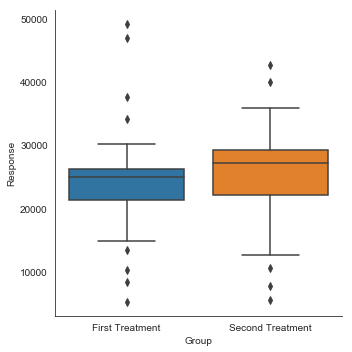 50000
40000
30000
20000
10000
Response
First Treatment
Second Treatment
Group